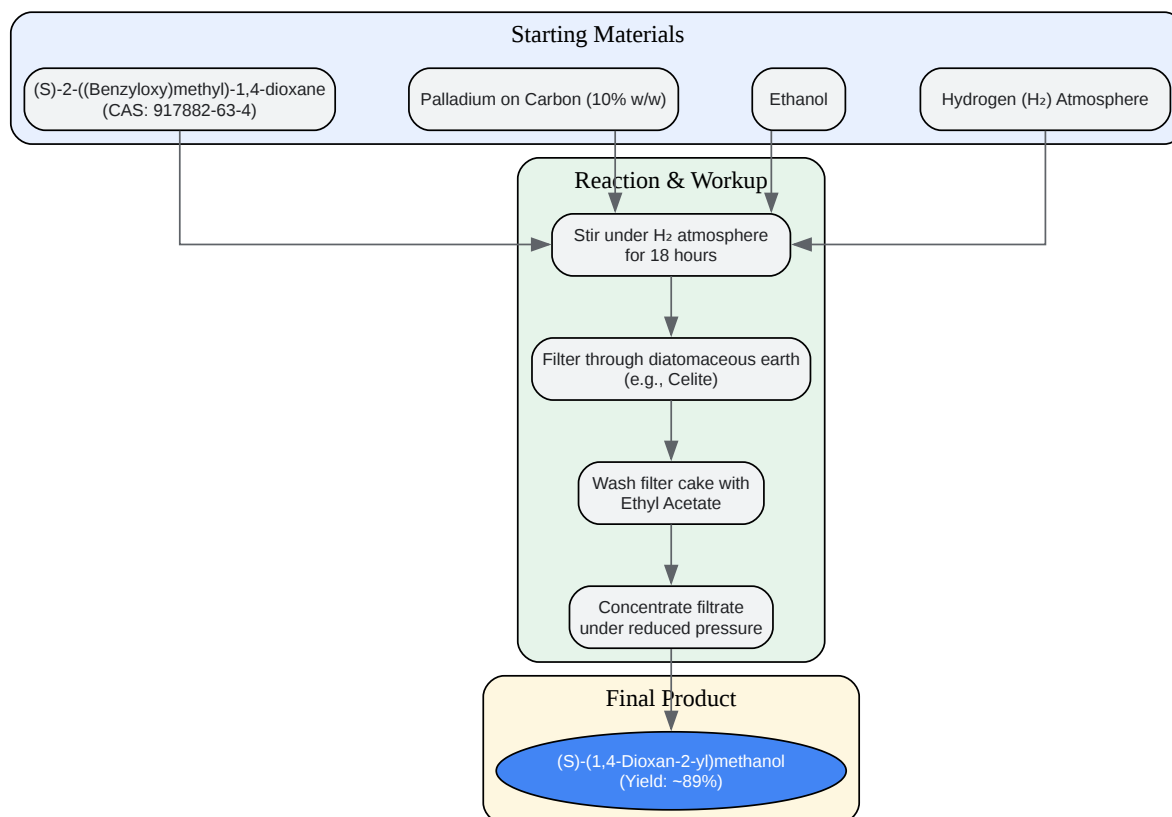 Starting Materials
(S)-2-((Benzyloxy)methyl)-1,4-dioxane
(CAS: 917882-63-4)
Palladium on Carbon (10% w/w)
Ethanol
Hydrogen (H₂) Atmosphere
Reaction & Workup
Stir under H₂ atmosphere
for 18 hours
Filter through diatomaceous earth
(e.g., Celite)
Wash filter cake with
Ethyl Acetate
Concentrate filtrate
under reduced pressure
Final Product
(S)-(1,4-Dioxan-2-yl)methanol
(Yield: ~89%)